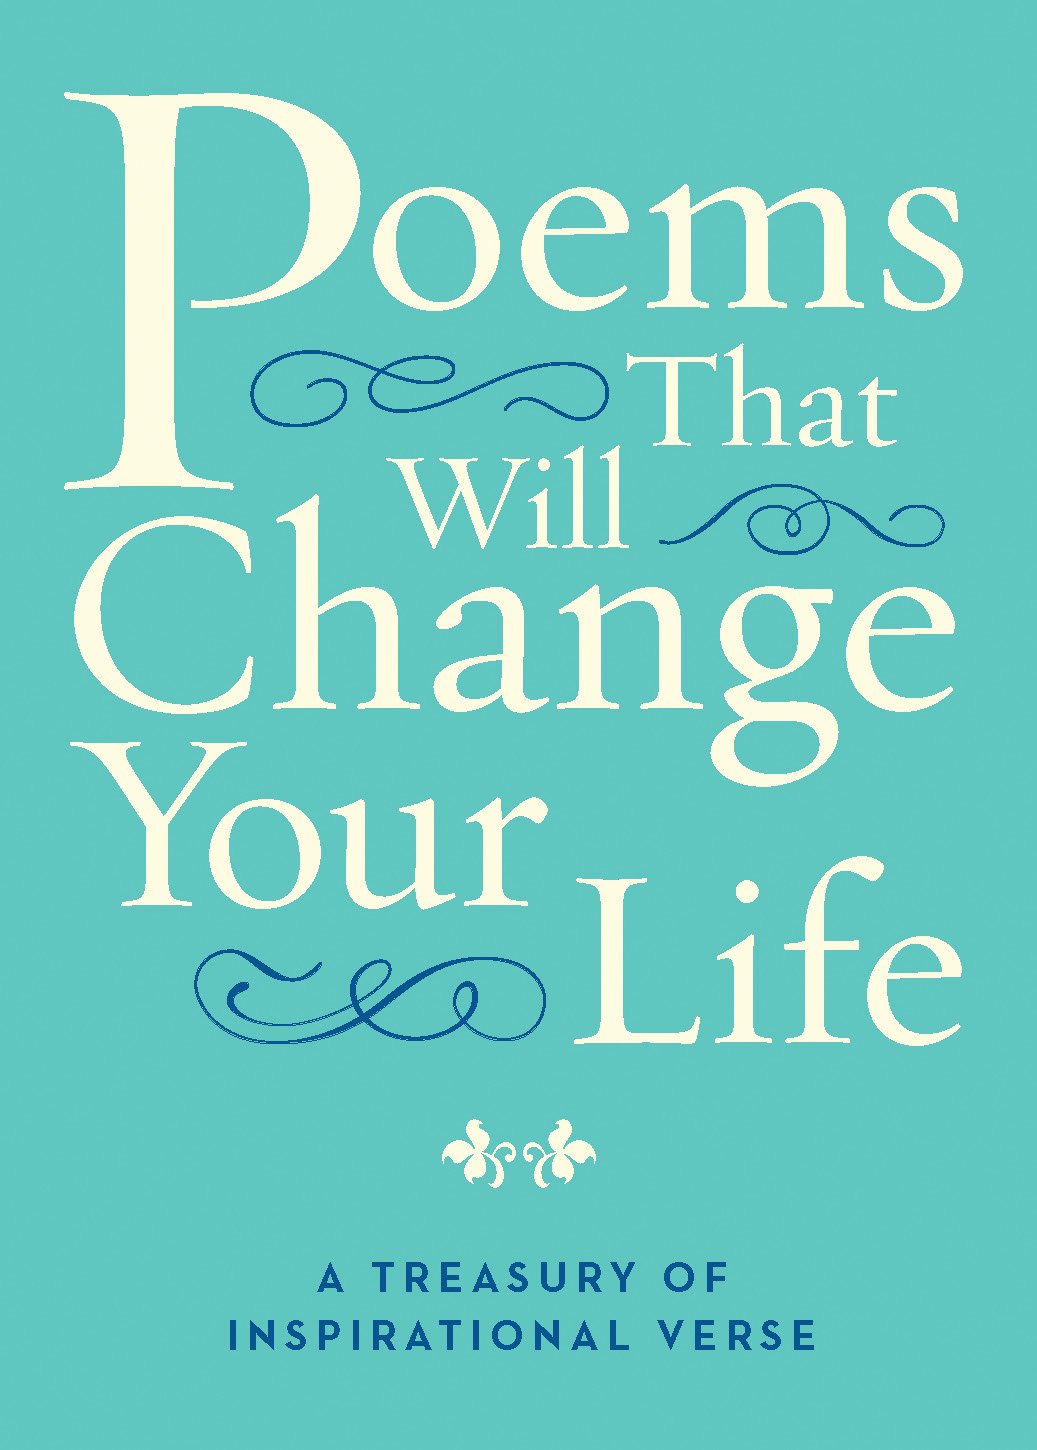 Poems
That
Will
Change
Your
Life
A TREASURY OF
INSPIRATIONAL VERSE